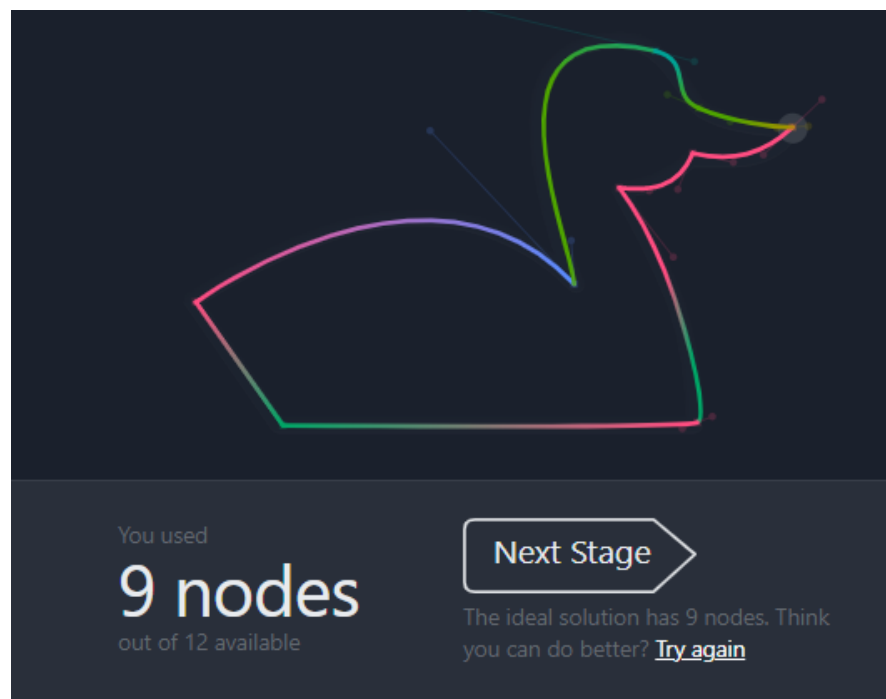 You used
9 nodes
out of 12 available
Next Stage
The ideal solution has 9 nodes. Think
you can do better? Try again